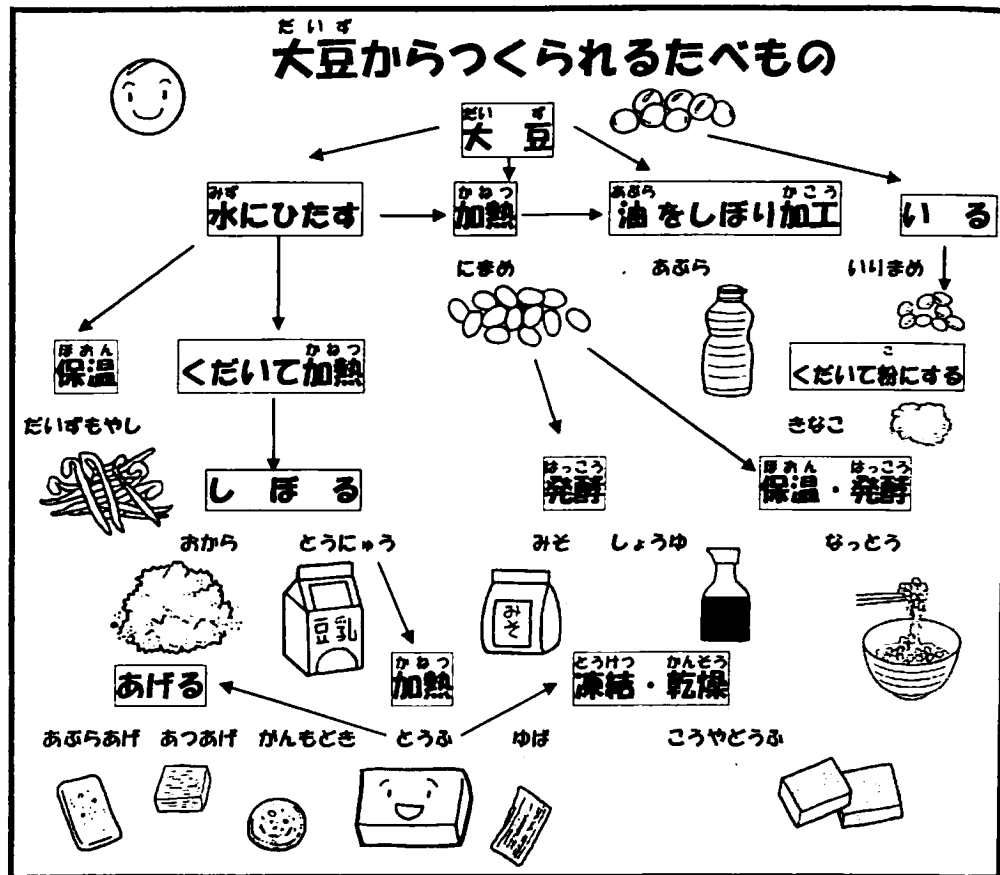 だいず
大豆からつくられるたべもの
だい ず
大 豆
みず
水にひたす
かねつ
加熱
あぶら かこう
油をしぼり加工
いる
にまめ
あぶら
いりまめ
ほおん
保温
かねつ
くだいて加熱
こ
くだいて粉にする
だいずもやし
きなこ
しぼる
はっこう
発酵
ほおん はっこう
保温・発酵
おから
とうにゅう
みそ
しょうゆ
なっとう
豆乳
みそ
あげる
かねつ
加熱
とうけつ かんそう
凍結・乾燥
あぶらあげ
あつあげ
がんもどき
とうふ
ゆば
こうやどうふ